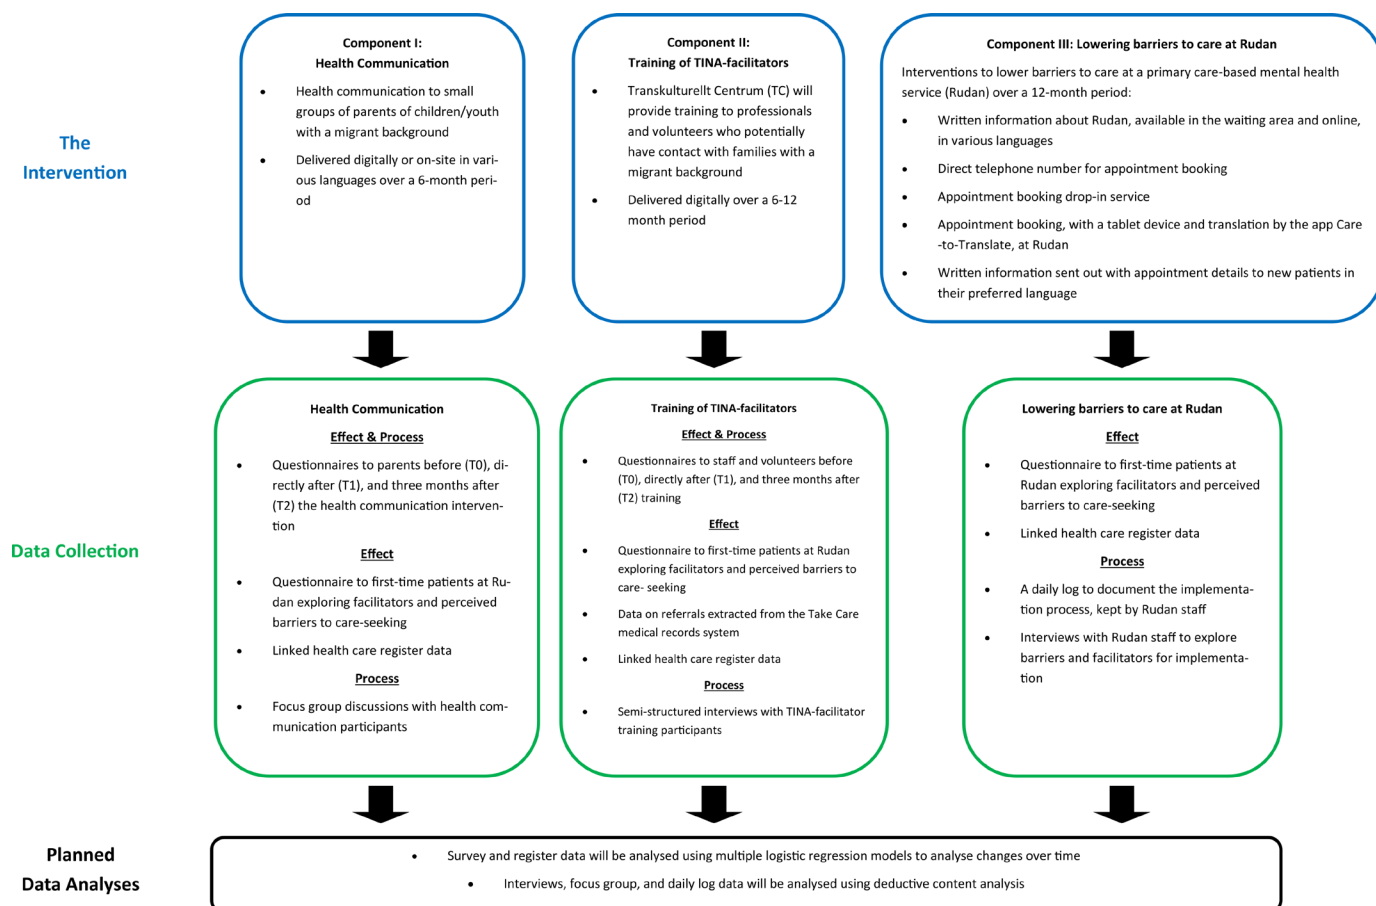 The
Intervention
Component I:
Health Communication
• Health communication to small
groups of parents of children/youth
with a migrant background
• Delivered digitally or on-site in vari-
ous languages over a 6-month peri-
od
Component II:
Training of TINA-facilitators
• Transkulturellt Centrum (TC) will
provide training to professionals
and volunteers who potentially
have contact with families with a
migrant background
• Delivered digitally over a 6-12
month period
Component III: Lowering barriers to care at Rudan
Interventions to lower barriers to care at a primary care-based mental health
service (Rudan) over a 12-month period:
• Written information about Rudan, available in the waiting area and online,
in various languages
• Direct telephone number for appointment booking
• Appointment booking drop-in service
• Appointment booking, with a tablet device and translation by the app Care
-to-Translate, at Rudan
• Written information sent out with appointment details to new patients in
their preferred language
Data Collection
Health Communication
Effect & Process
• Questionnaires to parents before (T0), di-
rectly after (T1), and three months after
(T2) the health communication interven-
tion
Effect
• Questionnaire to first-time patients at Ru-
dan exploring facilitators and perceived
barriers to care-seeking
• Linked health care register data
Process
• Focus group discussions with health com-
munication participants
Training of TINA-facilitators
Effect & Process
• Questionnaires to staff and volunteers before
(T0), directly after (T1), and three months after
(T2) training
Effect
• Questionnaire to first-time patients at Rudan
exploring facilitators and perceived barriers to
care- seeking
• Data on referrals extracted from the Take Care
medical records system
• Linked health care register data
Process
• Semi-structured interviews with TINA-facilitator
training participants
Lowering barriers to care at Rudan
Effect
• Questionnaire to first-time patients at
Rudan exploring facilitators and perceived
barriers to care-seeking
• Linked health care register data
Process
• A daily log to document the implementa-
tion process, kept by Rudan staff
• Interviews with Rudan staff to explore
barriers and facilitators for implementa-
tion
Planned
Data Analyses
• Survey and register data will be analysed using multiple logistic regression models to analyse changes over time
• Interviews, focus group, and daily log data will be analysed using deductive content analysis